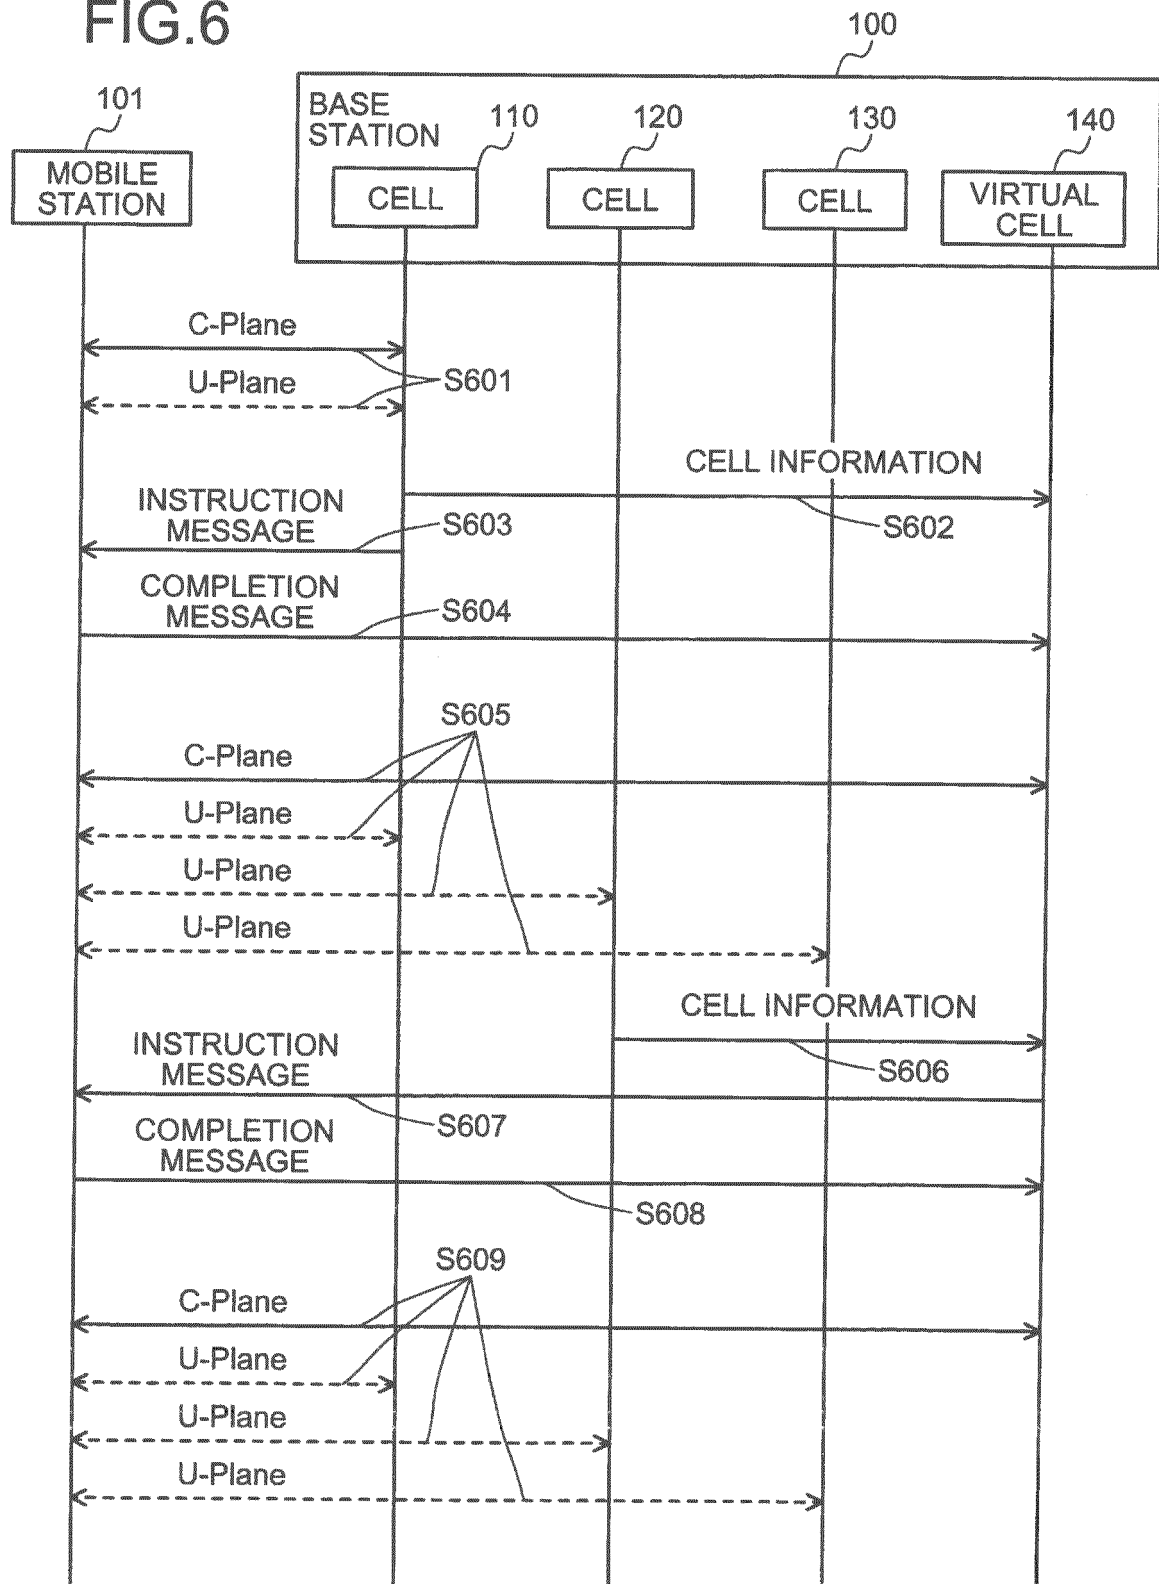 FIG.6
100
101
BASE
STATION
110
120
130
140
MOBILE
STATION
CELL
CELL
CELL
VIRTUAL
CELL
C-Plane
S601
U-Plane
CELL INFORMATION
S602
INSTRUCTION
MESSAGE
S603
COMPLETION
MESSAGE
S604
S605
C-Plane
U-Plane
U-Plane
U-Plane
CELL INFORMATION
S606
INSTRUCTION
MESSAGE
S607
COMPLETION
MESSAGE
S608
S609
C-Plane
U-Plane
U-Plane
U-Plane